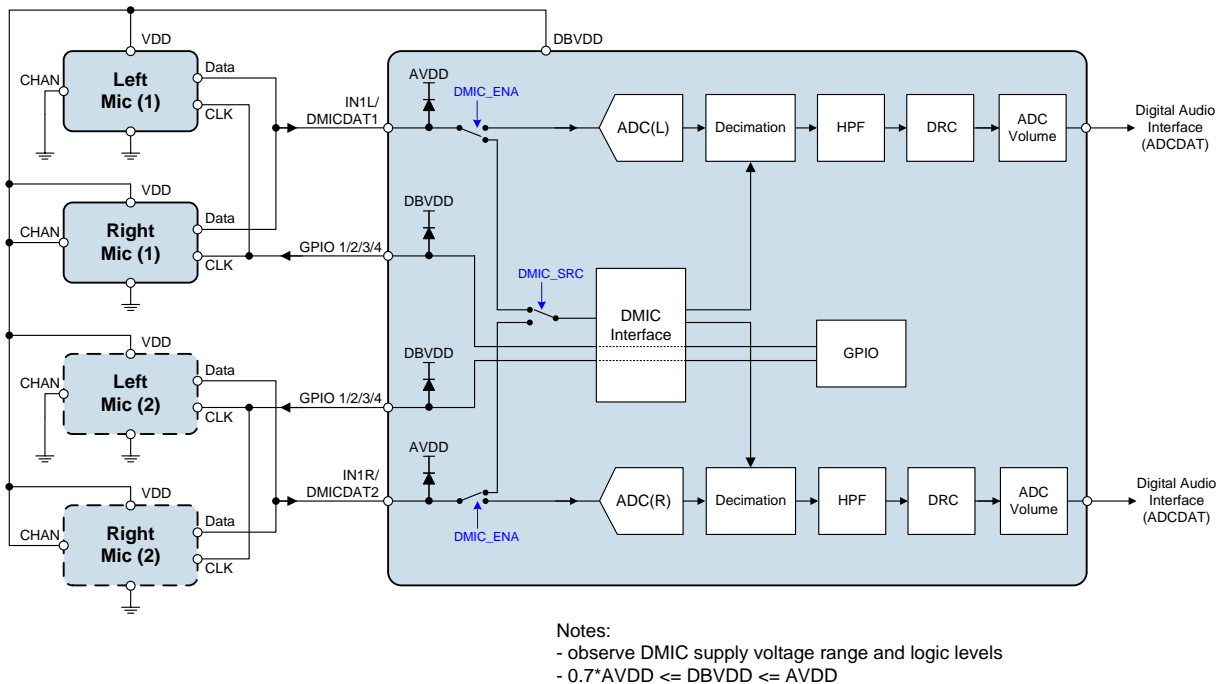 VDD
DBVDD
CHAN
Left
Mic (1)
Data
CLK
IN1L/
DMICDAT1
AVDD
DMIC_ENA
ADC(L)
Decimation
HPF
DRC
ADC
Volume
Digital Audio
Interface
(ADCDAT)
VDD
CHAN
Right
Mic (1)
Data
CLK
GPIO 1/2/3/4
DBVDD
DMIC_SRC
DMIC
Interface
GPIO
VDD
CHAN
Left
Mic (2)
Data
CLK
GPIO 1/2/3/4
DBVDD
VDD
CHAN
Right
Mic (2)
Data
CLK
IN1R/
DMICDAT2
AVDD
DMIC_ENA
ADC(R)
Decimation
HPF
DRC
ADC
Volume
Digital Audio
Interface
(ADCDAT)
Notes:
- observe DMIC supply voltage range and logic levels
- 0.7*AVDD <= DBVDD <= AVDD